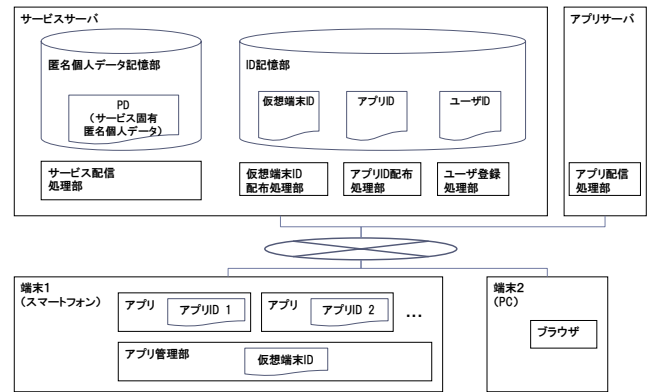 サービスサーバ
アプリサーバ
匿名個人データ記憶部
ID記憶部
PD
(サービス固有
匿名個人データ)
仮想端末ID
アプリID
ユーザID
サービス配信
処理部
仮想端末ID
配布処理部
アプリID配布
処理部
ユーザ登録
処理部
アプリ配信
処理部
端末1
(スマートフォン)
アプリ
アプリID 1
アプリ
アプリID 2
...
アプリ管理部
仮想端末ID
端末2
(PC)
ブラウザ